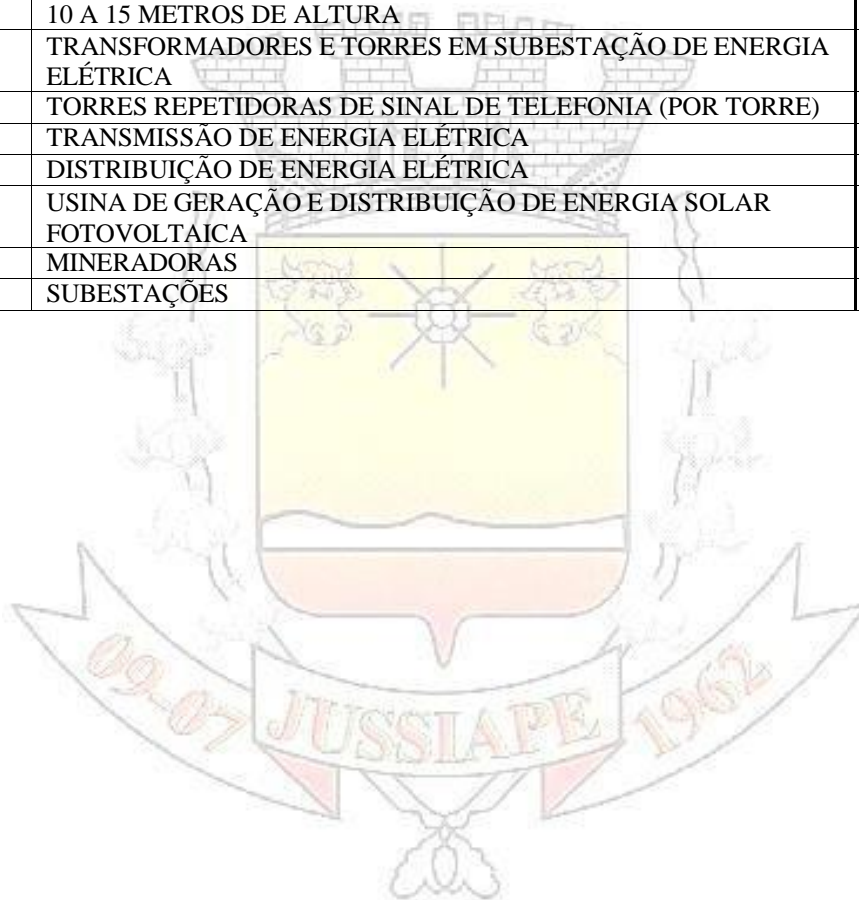 10 A 15 METROS DE ALTURA
TRANSFORMADORES E TORRES EM SUBESTAÇÃO DE ENERGIA
ELÉTRICA
TORRES REPETIDORAS DE SINAL DE TELEFONIA (POR TORRE)
TRANSMISSÃO DE ENERGIA ELÉTRICA
DISTRIBUIÇÃO DE ENERGIA ELÉTRICA
USINA DE GERAÇÃO E DISTRIBUIÇÃO DE ENERGIA SOLAR
FOTOVOLTAICA
MINERADORAS
SUBESTAÇÕES
09-07 JUSSIAPE 1962